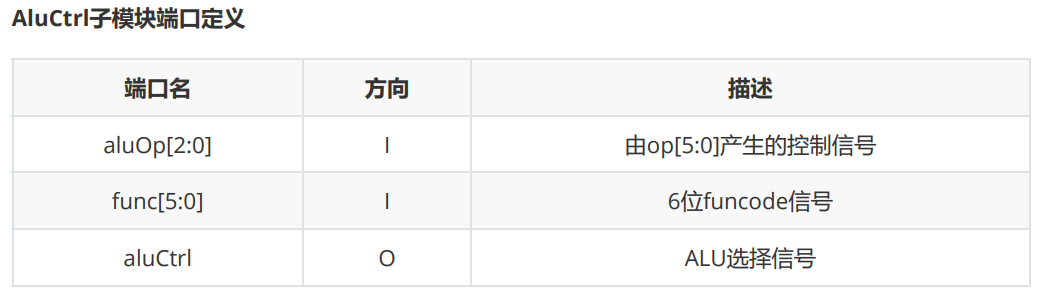 AluCtrl子模块端口定义
端口名 方向 描述
aluOp[2:0] I 由op[5:0]产生的控制信号
func[5:0] I 6位funcode信号
aluCtrl O ALU选择信号